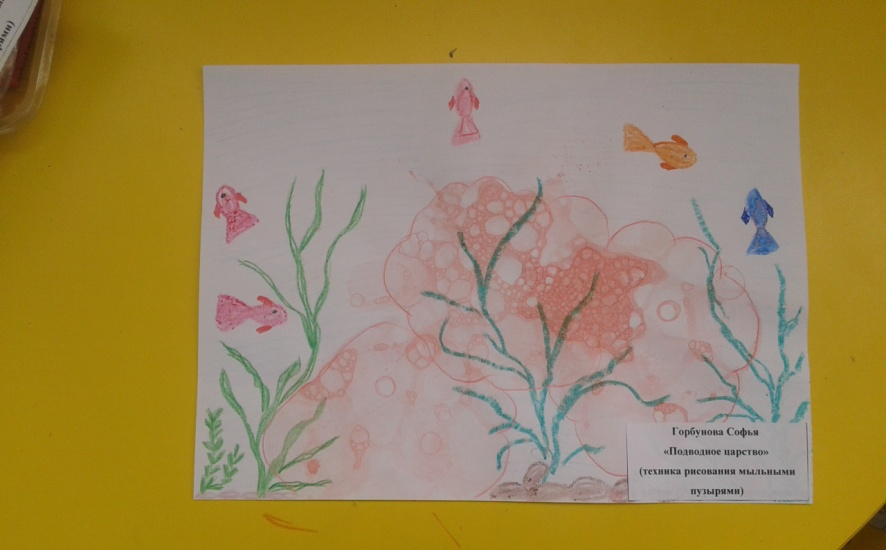 Горбунова Софья
«Подводное царство»
(техника рисования мыльными
пузырями)